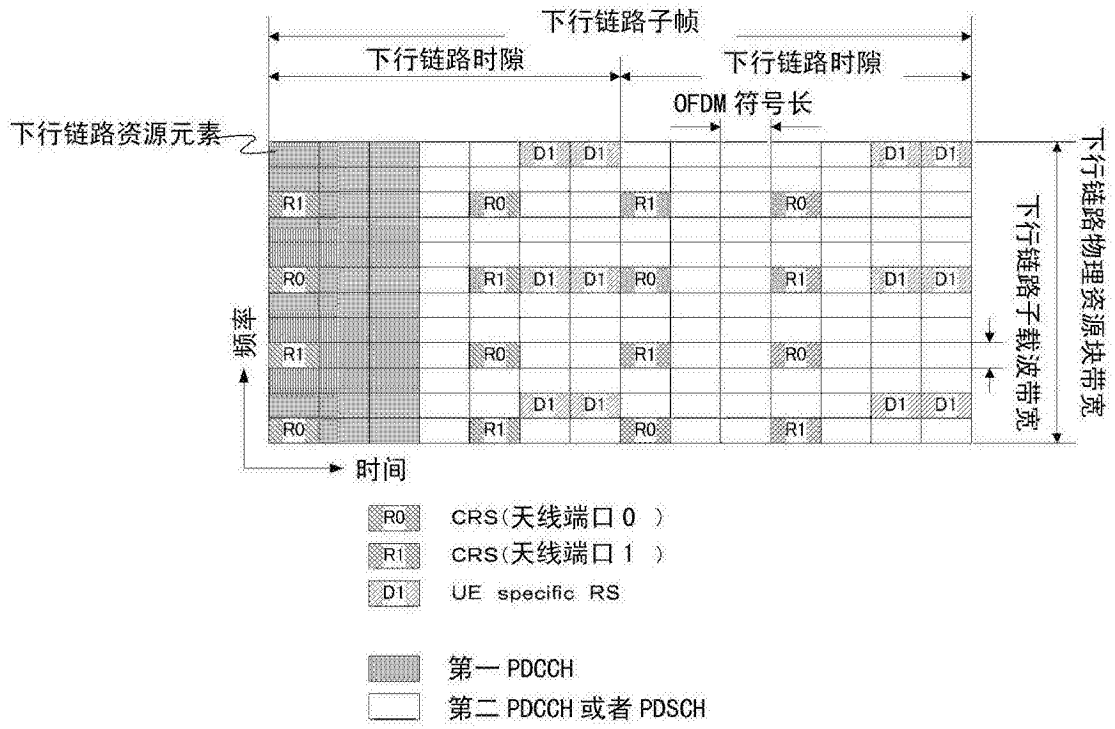 下行链路子帧
下行链路时隙 下行链路时隙
OFDM 符号长
下行链路资源元素
D1 D1 D1 D1
R1 R0 R1 R0
R0 R1 D1 D1 R0 R1 D1 D1
R1 R0 R1 R0
D1 D1 D1 D1
R0 R1 R0 R1
频率
时间
下行链路子载波带宽
下行链路物理资源块带宽
R0 CRS(天线端口 0 )
R1 CRS(天线端口 1 )
D1 UE specific RS
第一 PDCCH
第二 PDCCH 或者 PDSCH